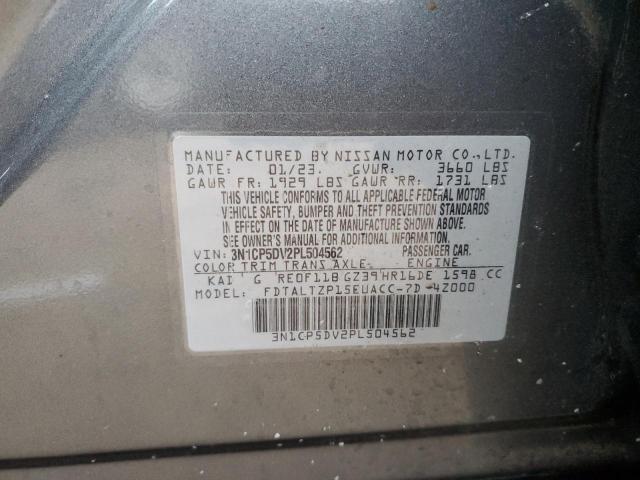 MANUFACTURED BY NISSAN MOTOR CO., LTD.
DATE: 01/23. GVWR: 3660 LBS
GAWR FR: 1929 LBS GAWR RR: 1731 LBS
THIS VEHICLE CONFORMS TO ALL APPLICABLE FEDERAL MOTOR
VEHICLE SAFETY, BUMPER AND THEFT PREVENTION STANDARDS
IN EFFECT ON THE DATE OF MANUFACTURE SHOWN ABOVE.
SEE OWNER'S MANUAL FOR ADDITIONAL INFORMATION
VIN: 3N1CP5DV2PL504562 PASSENGER CAR.
COLOR TRIM TRANS AXLE ENGINE
KAD G RE0F11B GZ39 HR16DE 1598 CC
MODEL: FDTALTZP15EUACC-7D -4Z000
3N1CP5DV2PL504562